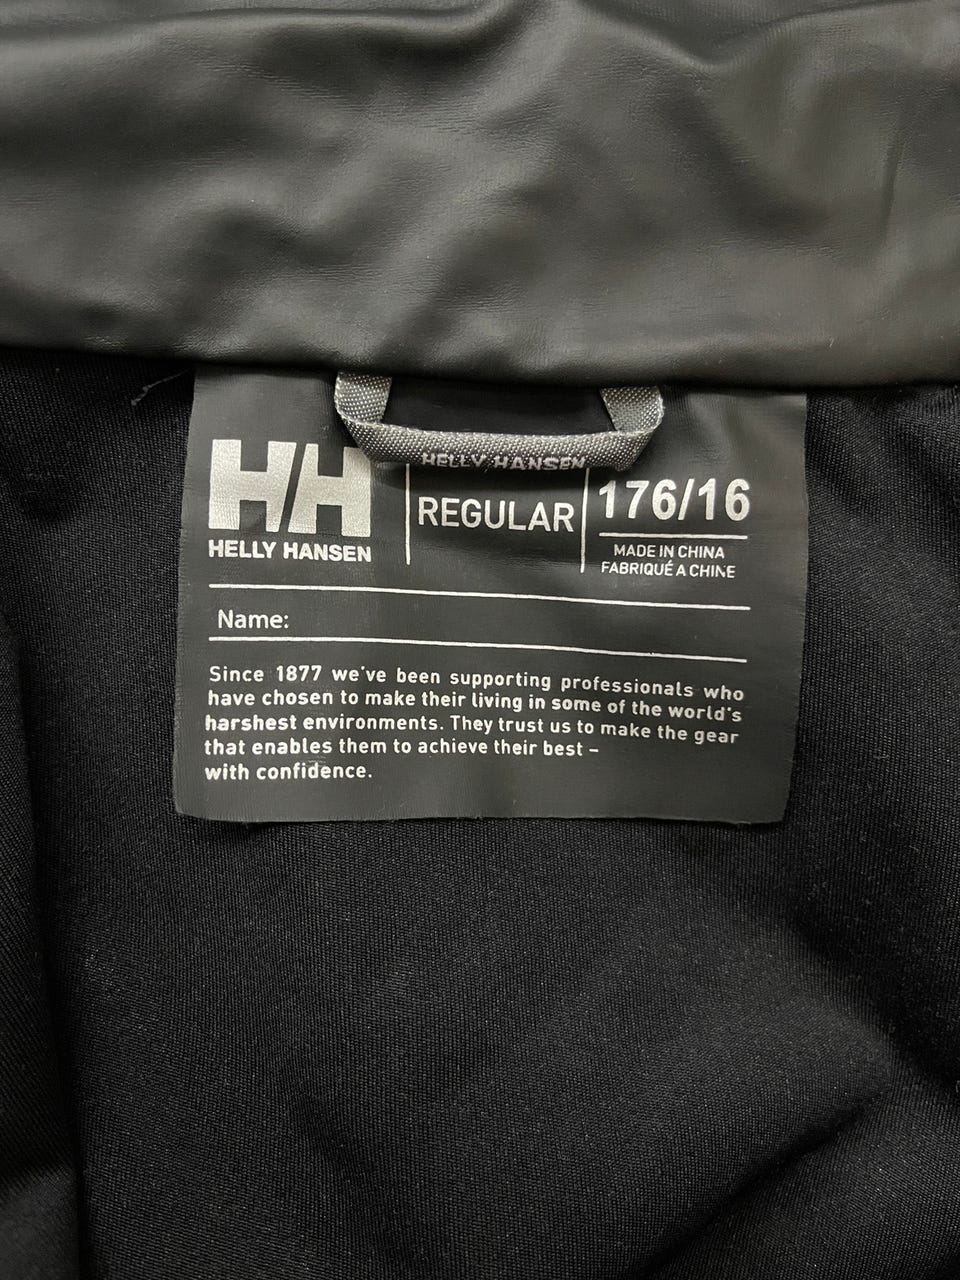 HELLY HANSEN
HH
HELLY HANSEN
REGULAR
176/16
MADE IN CHINA
FABRIQUÉ A CHINE
Name:
Since 1877 we've been supporting professionals who
have chosen to make their living in some of the world's
harshest environments. They trust us to make the gear
that enables them to achieve their best –
with confidence.